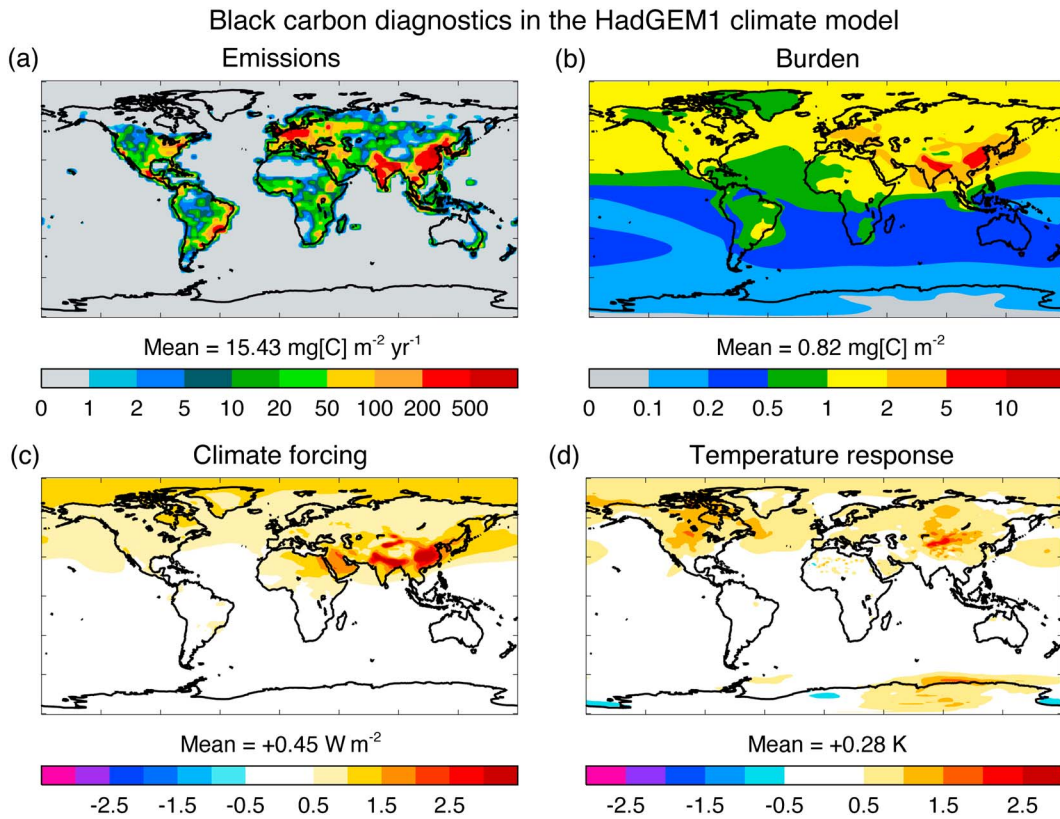 Black carbon diagnostics in the HadGEM1 climate model
(a) Emissions
(b) Burden
Mean = 15.43 mg[C] m⁻² yr⁻¹
0 1 2 5 10 20 50 100 200 500
Mean = 0.82 mg[C] m⁻²
0 0.1 0.2 0.5 1 2 5 10
(c) Climate forcing
(d) Temperature response
Mean = +0.45 W m⁻²
-2.5 -1.5 -0.5 0.5 1.5 2.5
Mean = +0.28 K
-2.5 -1.5 -0.5 0.5 1.5 2.5